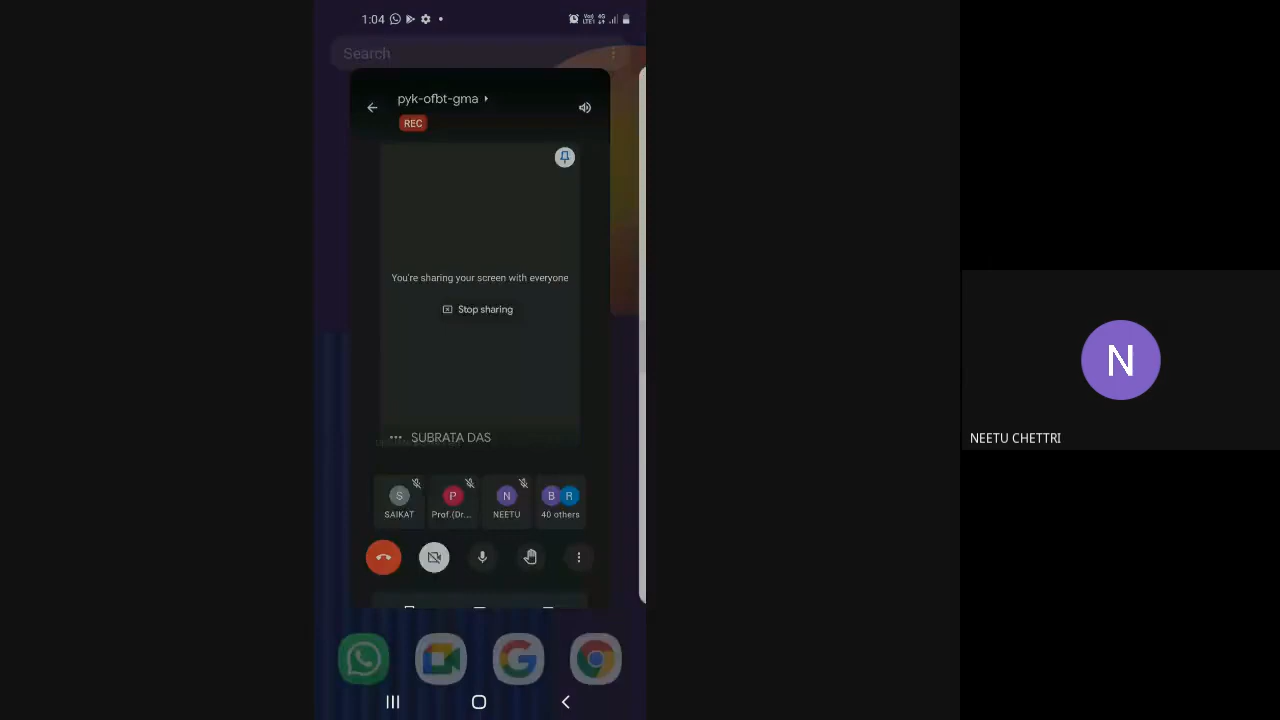 1:04
Search
pyk-ofbt-gma
REC
You're sharing your screen with everyone
Stop sharing
SUBRATA DAS
S
P
N
B
R
SAIKAT
Prof.(Dr...
NEETU
40 others
N
NEETU CHETTRI